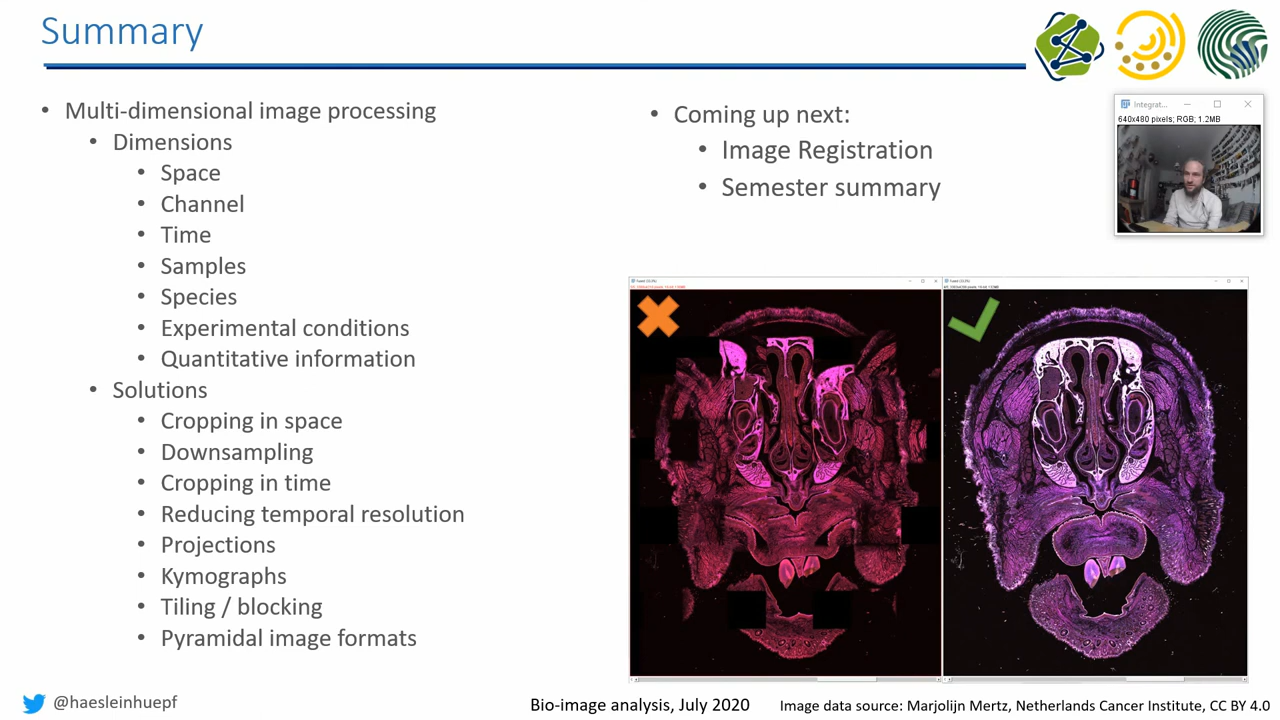 Summary
Multi-dimensional image processing
Dimensions
Space
Channel
Time
Samples
Species
Experimental conditions
Quantitative information
Solutions
Cropping in space
Downsampling
Cropping in time
Reducing temporal resolution
Projections
Kymographs
Tiling / blocking
Pyramidal image formats
Coming up next:
Image Registration
Semester summary
Integrat...
640x480 pixels; RGB; 1.2MB
@haesleinhuepf
Bio-image analysis, July 2020
Image data source: Marjolijn Mertz, Netherlands Cancer Institute, CC BY 4.0